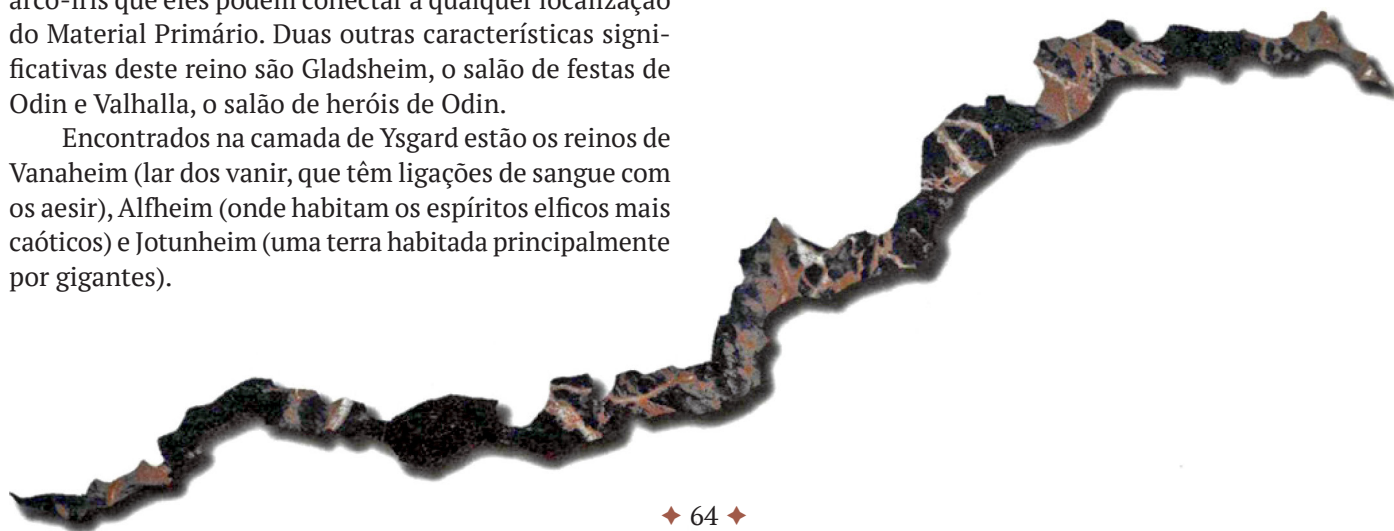 arco-íris que eles podem conectar a qualquer localização
do Material Primário. Duas outras características signi-
ficativas deste reino são Gladsheim, o salão de festas de
Odin e Valhalla, o salão de heróis de Odin.
Encontrados na camada de Ysgard estão os reinos de
Vanaheim (lar dos vanir, que têm ligações de sangue com
os aesir), Alfheim (onde habitam os espíritos elficos mais
caóticos) e Jotunheim (uma terra habitada principalmente
por gigantes).
✦ 64 ✦